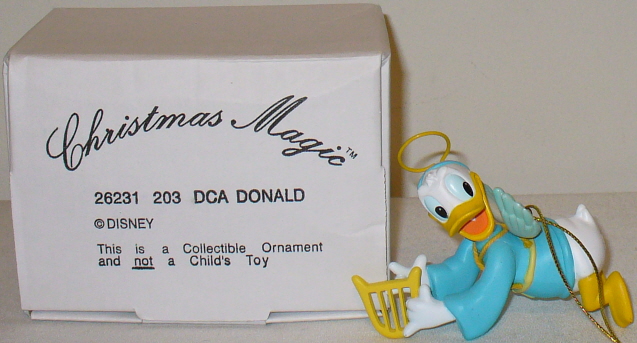 Christmas Magic™
26231 203 DCA DONALD
©DISNEY
This is a Collectible Ornament
and not a Child's Toy